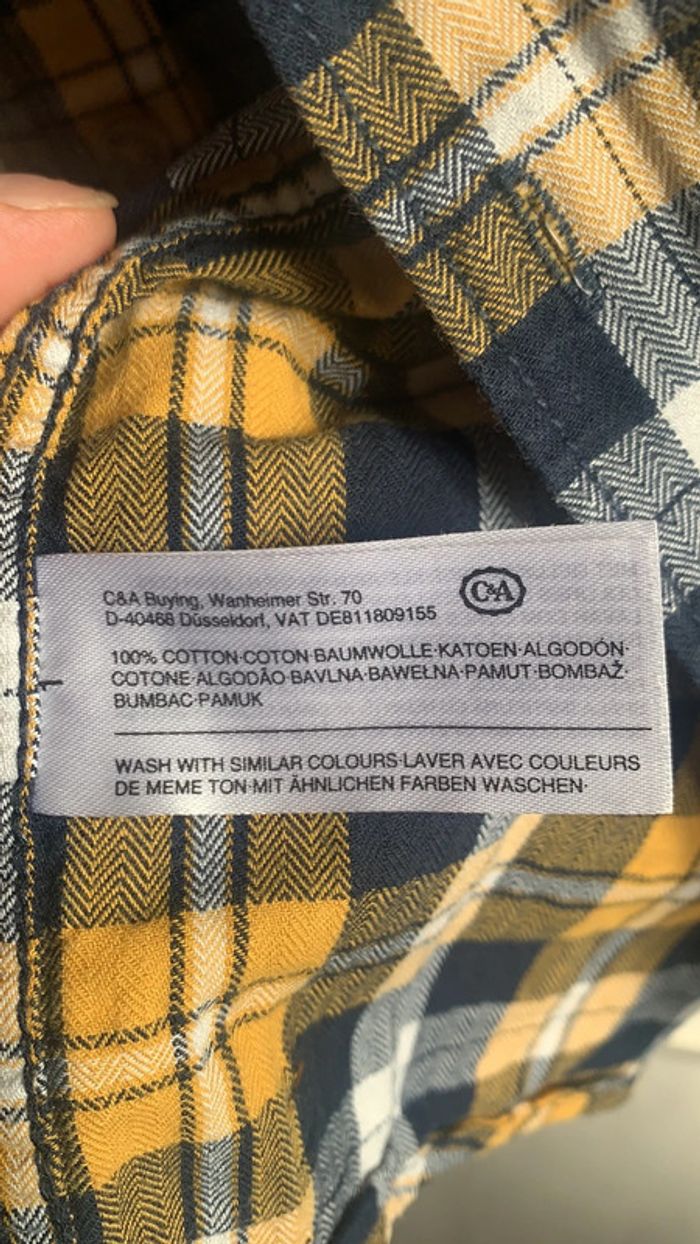 C&A Buying, Wanheimer Str. 70
D-40468 Düsseldorf, VAT DE811809155
C&A
100% COTTON·COTON·BAUMWOLLE·KATOEN·ALGODÓN·
COTONE·ALGODÃO·BAVLNA·BAWEŁNA·PAMUT·BOMBAŽ·
BUMBAC·PAMUK
WASH WITH SIMILAR COLOURS·LAVER AVEC COULEURS
DE MEME TON·MIT ÄHNLICHEN FARBEN WASCHEN·